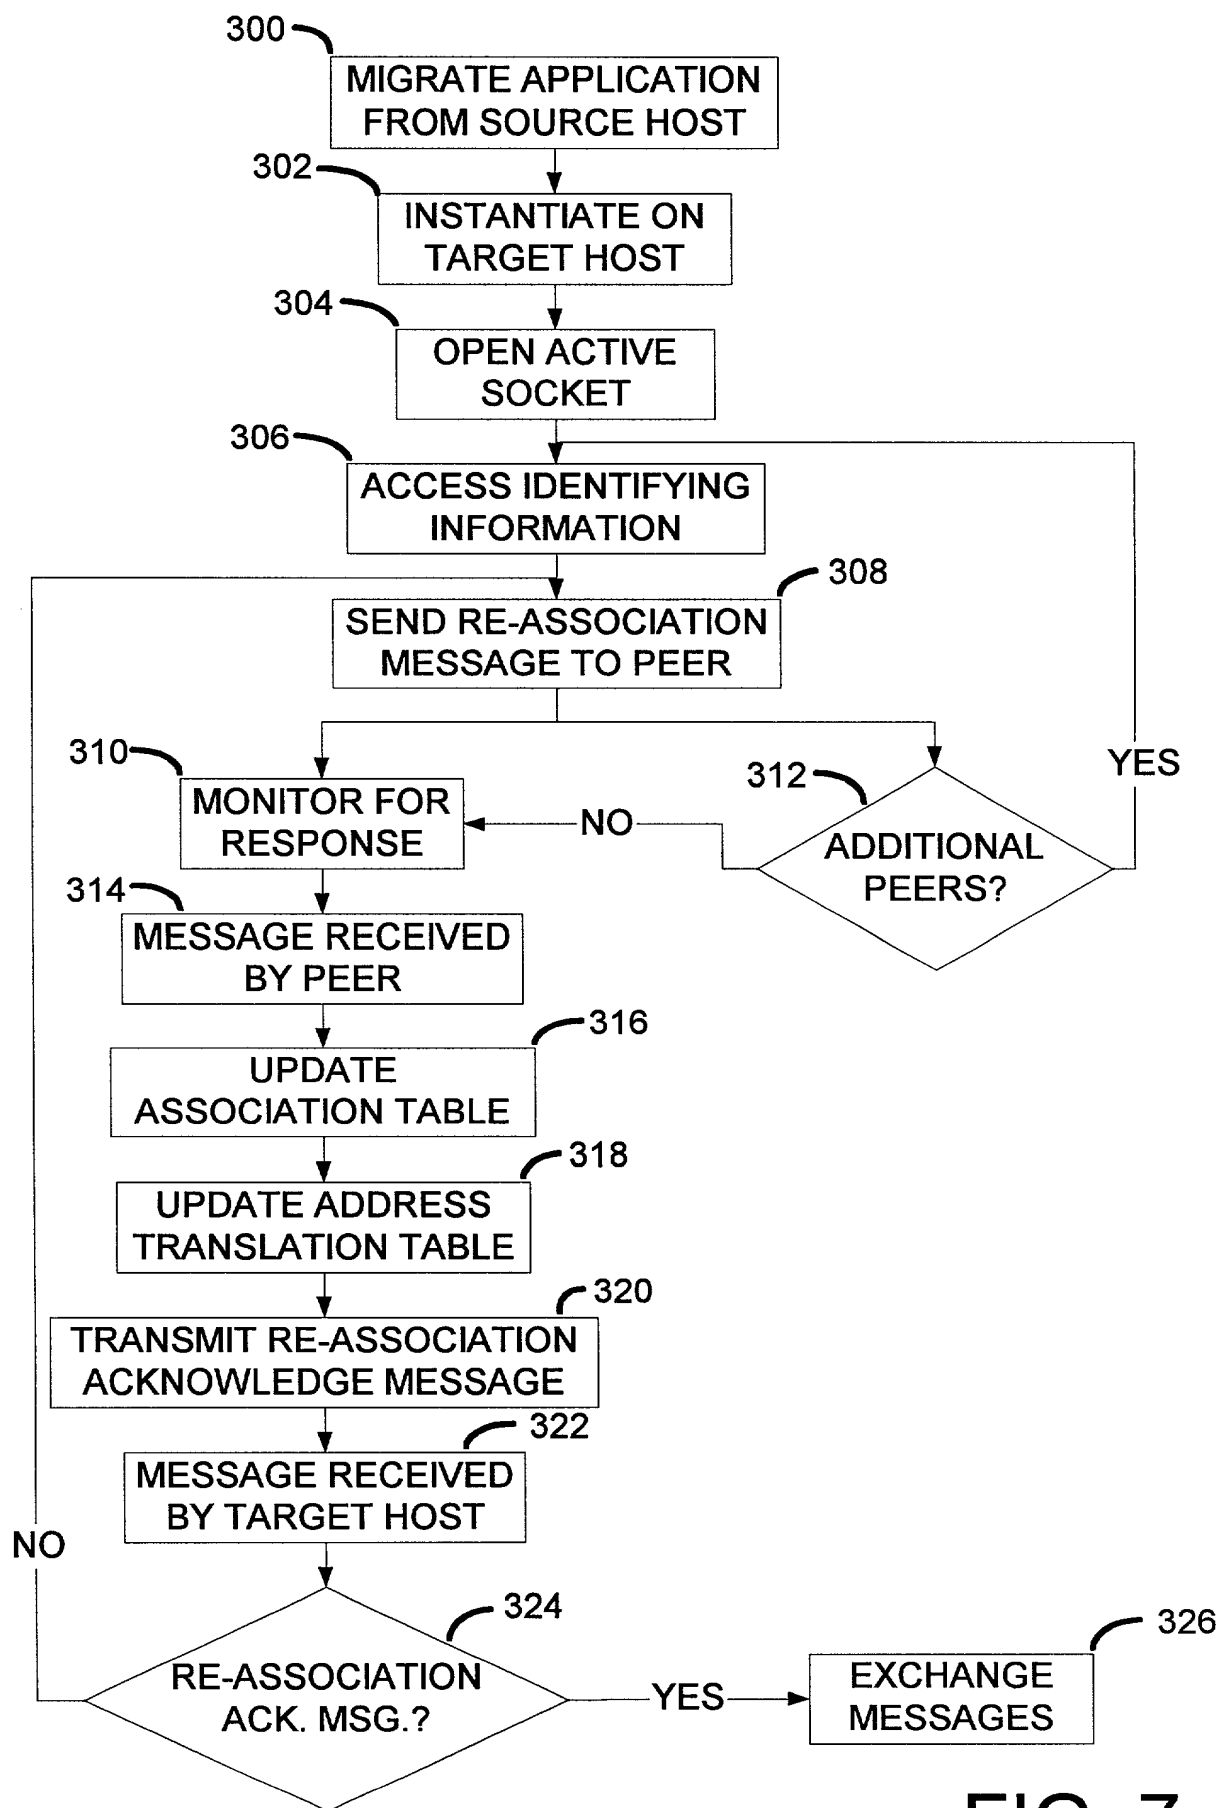 300
MIGRATE APPLICATION
FROM SOURCE HOST
302
INSTANTIATE ON
TARGET HOST
304
OPEN ACTIVE
SOCKET
306
ACCESS IDENTIFYING
INFORMATION
308
SEND RE-ASSOCIATION
MESSAGE TO PEER
310
MONITOR FOR
RESPONSE
NO
312
ADDITIONAL
PEERS?
YES
314
MESSAGE RECEIVED
BY PEER
316
UPDATE
ASSOCIATION TABLE
318
UPDATE ADDRESS
TRANSLATION TABLE
320
TRANSMIT RE-ASSOCIATION
ACKNOWLEDGE MESSAGE
322
MESSAGE RECEIVED
BY TARGET HOST
NO
324
RE-ASSOCIATION
ACK. MSG.?
YES
326
EXCHANGE
MESSAGES
FIG. 7